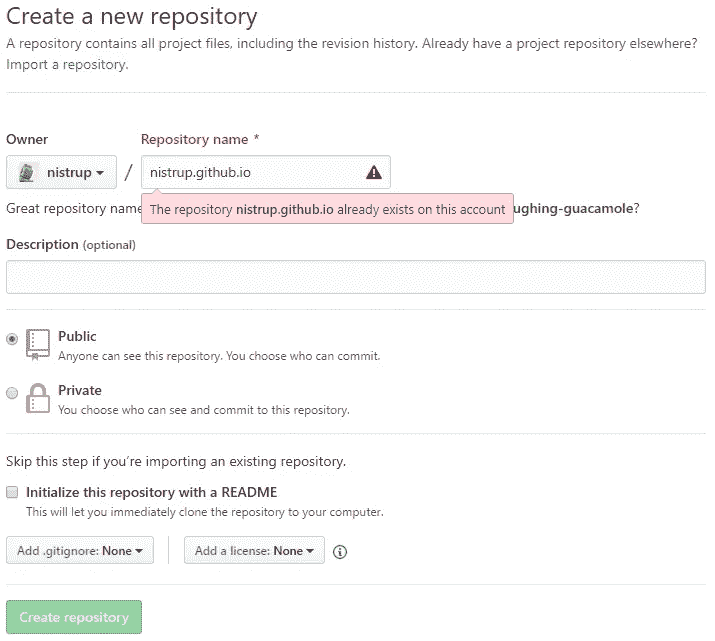 Create a new repository
A repository contains all project files, including the revision history. Already have a project repository elsewhere?
Import a repository.
Owner
Repository name *
nistrup
/
nistrup.github.io
Great repository name
The repository nistrup.github.io already exists on this account
ughing-guacamole?
Description (optional)
Public
Anyone can see this repository. You choose who can commit.
Private
You choose who can see and commit to this repository.
Skip this step if you're importing an existing repository.
Initialize this repository with a README
This will let you immediately clone the repository to your computer.
Add .gitignore: None
Add a license: None
Create repository